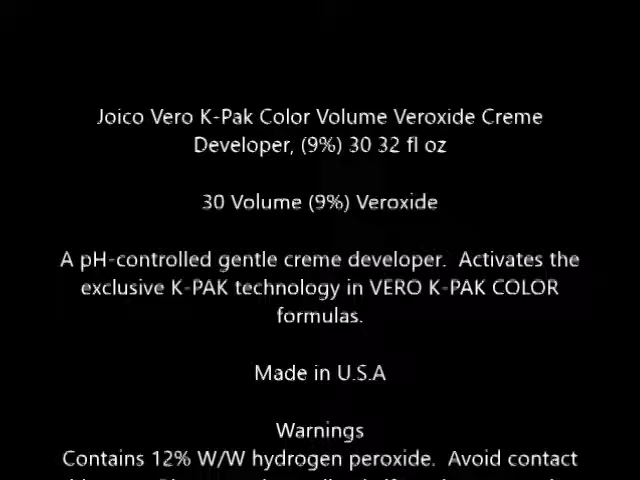 Joico Vero K-Pak Color Volume Veroxide Creme
Developer, (9%) 30 32 fl oz
30 Volume (9%) Veroxide
A pH-controlled gentle creme developer.  Activates the
exclusive K-PAK technology in VERO K-PAK COLOR
formulas.
Made in U.S.A
Warnings
Contains 12% W/W hydrogen peroxide.  Avoid contact